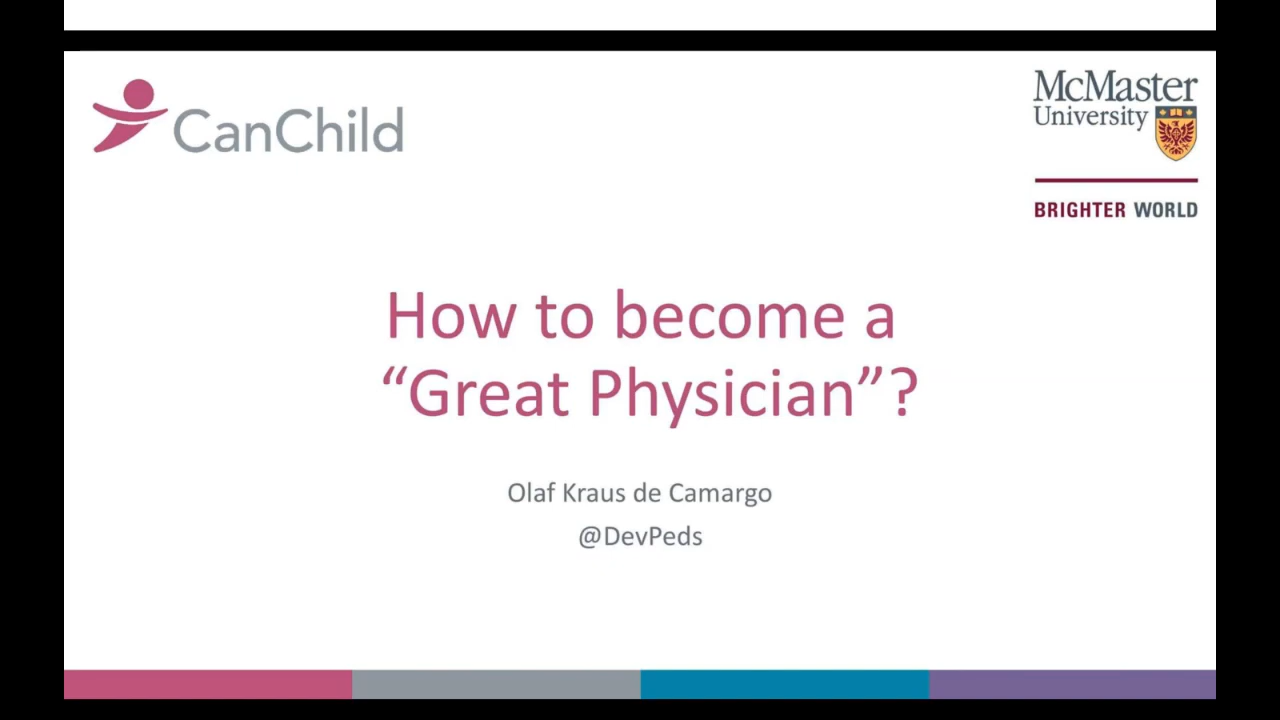 CanChild
McMaster
University
BRIGHTER WORLD
How to become a
“Great Physician”?
Olaf Kraus de Camargo
@DevPeds